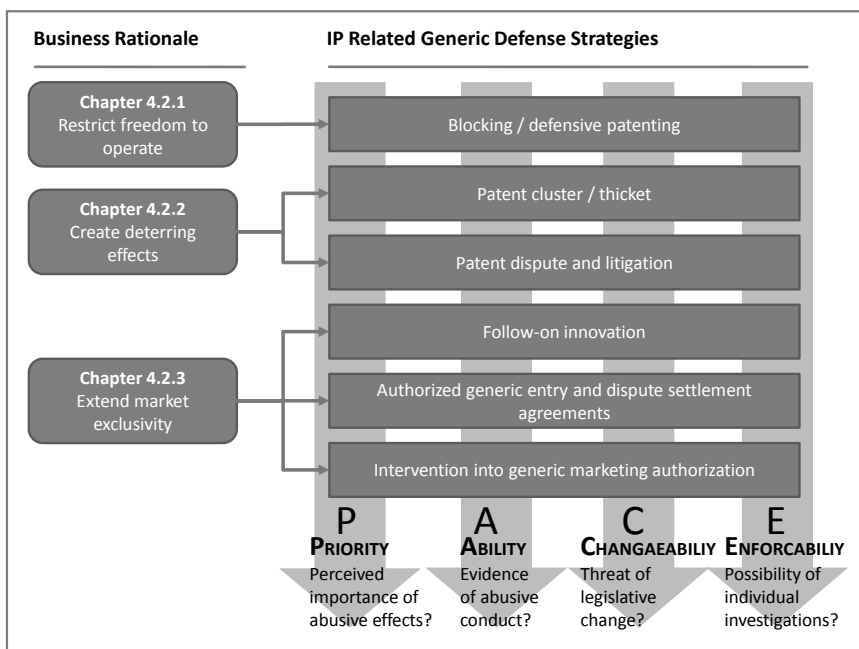 Business Rationale
IP Related Generic Defense Strategies
Chapter 4.2.1
Restrict freedom to
operate
Blocking / defensive patenting
Chapter 4.2.2
Create deterring
effects
Patent cluster / thicket
Patent dispute and litigation
Chapter 4.2.3
Extend market
exclusivity
Follow-on innovation
Authorized generic entry and dispute settlement
agreements
Intervention into generic marketing authorization
P
PRIORITY
Perceived
importance of
abusive effects?
A
ABILITY
Evidence
of abusive
conduct?
C
CHANGAEABILIY
Threat of
legislative
change?
E
ENFORCABILIY
Possibility of
individual
investigations?